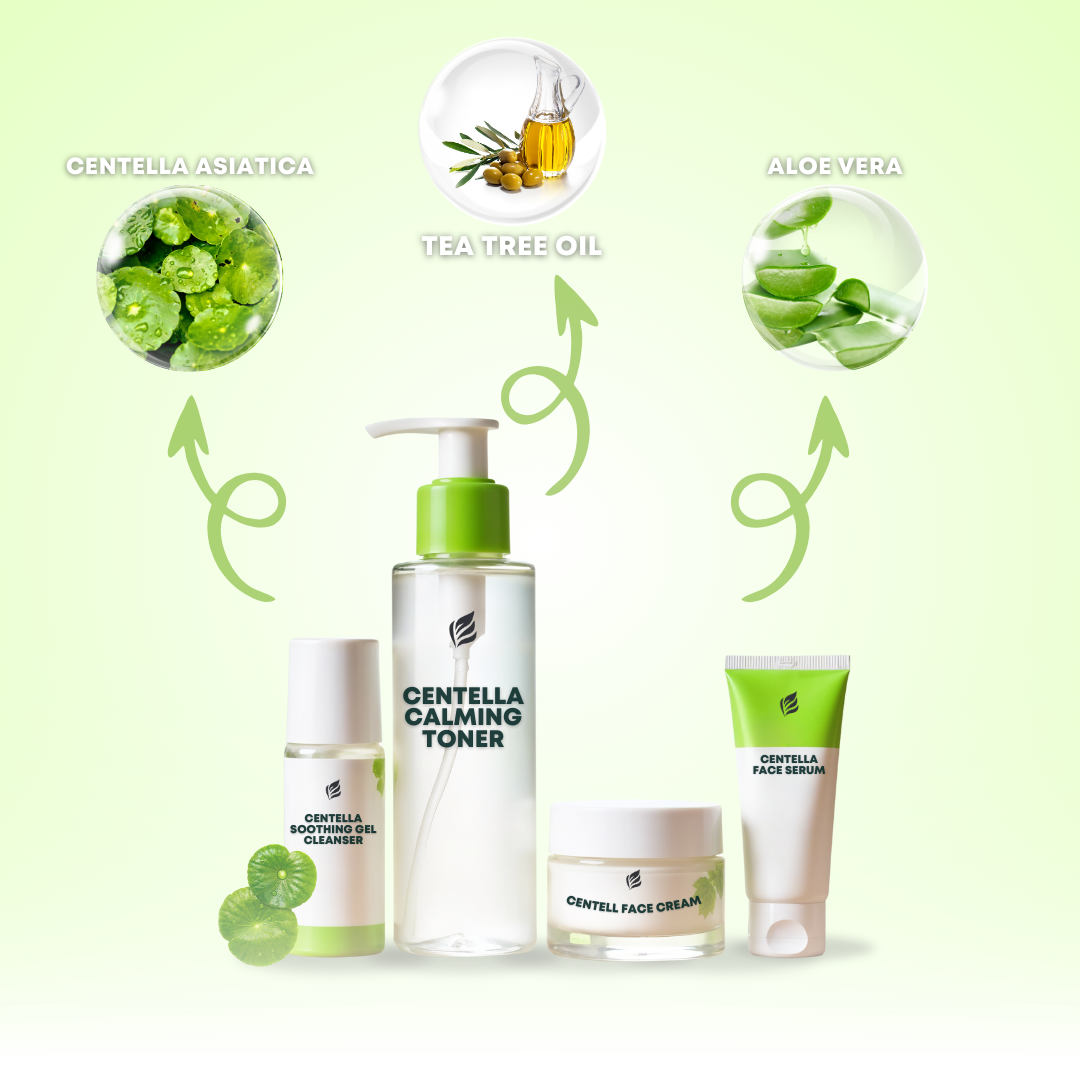 CENTELLA ASIATICA
TEA TREE OIL
ALOE VERA
CENTELLA
SOOTHING GEL
CLEANSER
CENTELLA
CALMING
TONER
CENTELL FACE CREAM
CENTELLA
FACE SERUM